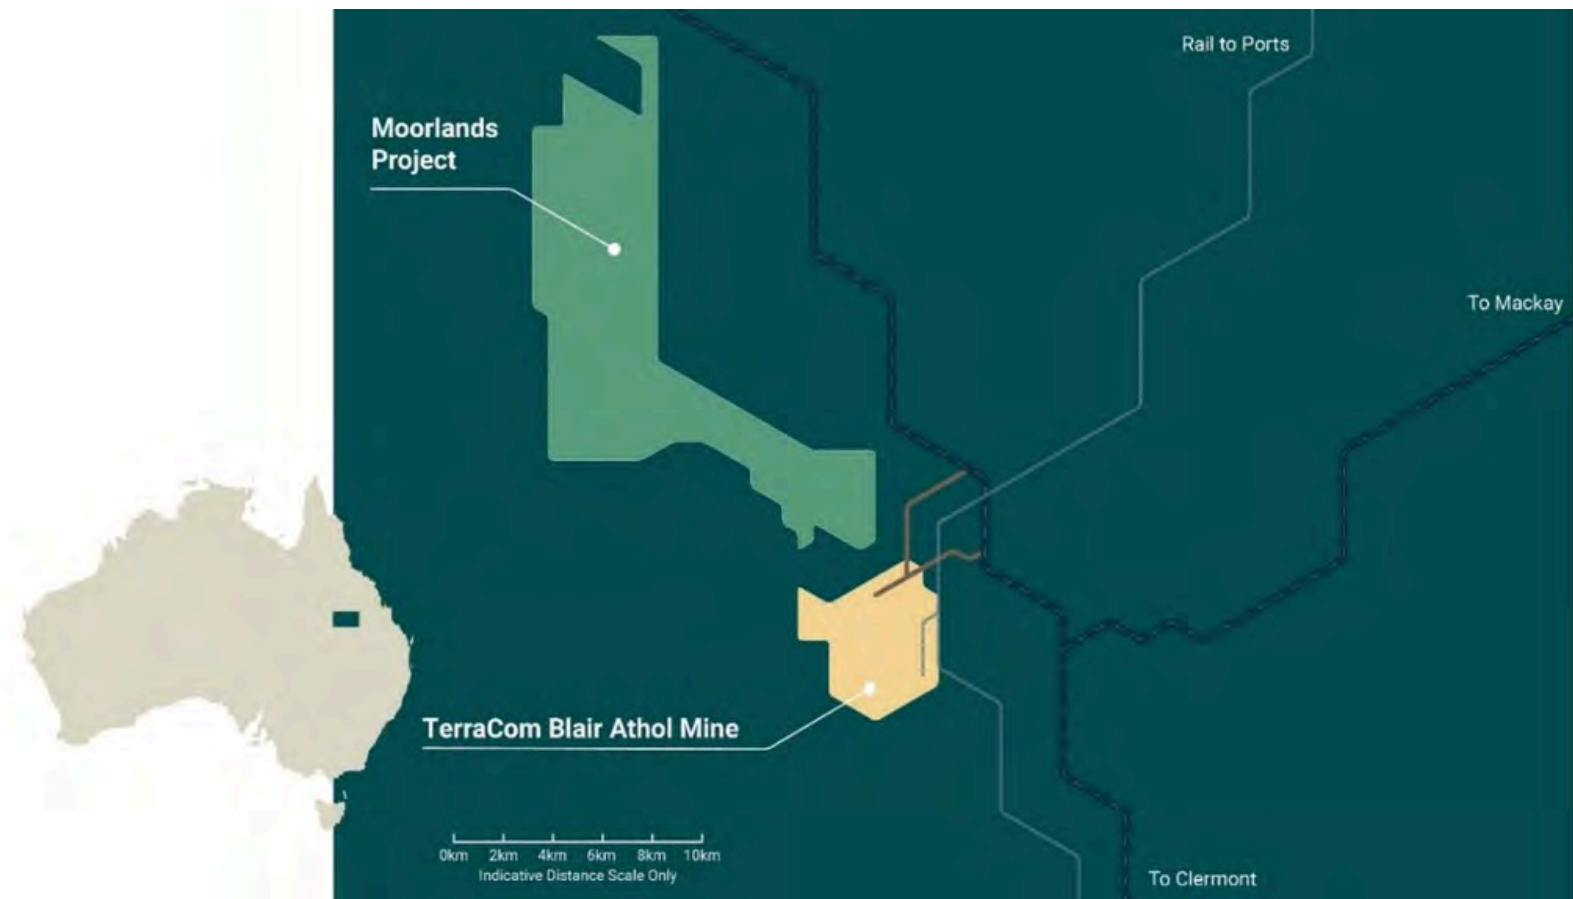 Rail to Ports
Moorlands
Project
To Mackay
TerraCom Blair Athol Mine
0km 2km 4km 6km 8km 10km
Indicative Distance Scale Only
To Clermont